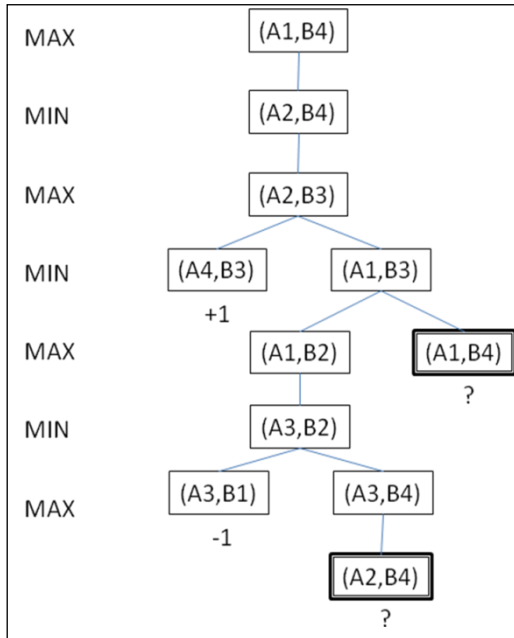 MAX (A1,B4)
MIN (A2,B4)
MAX (A2,B3)
MIN (A4,B3) (A1,B3)
+1
MAX (A1,B2) (A1,B4)
?
MIN (A3,B2)
MAX (A3,B1) (A3,B4)
-1
(A2,B4)
?